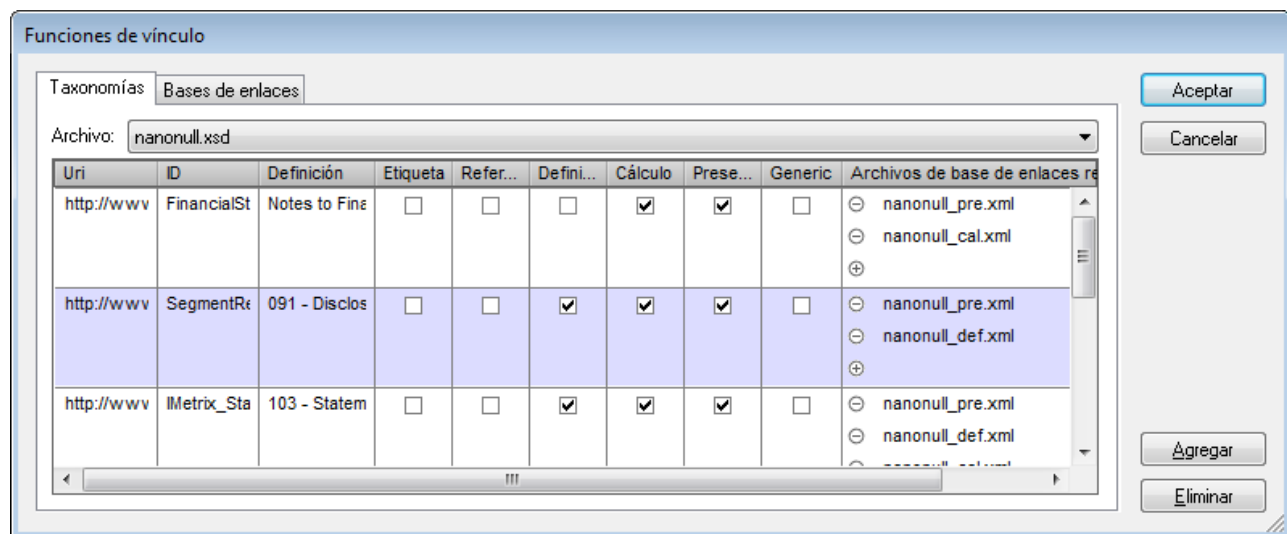 Funciones de vínculo
Taxonomías Bases de enlaces
Aceptar
Archivo: nanonull.xsd
Cancelar
Uri ID Definición Etiqueta Refer... Defini... Cálculo Prese... Generic Archivos de base de enlaces re
http://www FinancialSt Notes to Fina nanonull_pre.xml
nanonull_cal.xml
http://www SegmentRe 091 - Disclos nanonull_pre.xml
nanonull_def.xml
http://www IMetrix_Sta 103 - Statem nanonull_pre.xml
nanonull_def.xml
Agregar
Eliminar